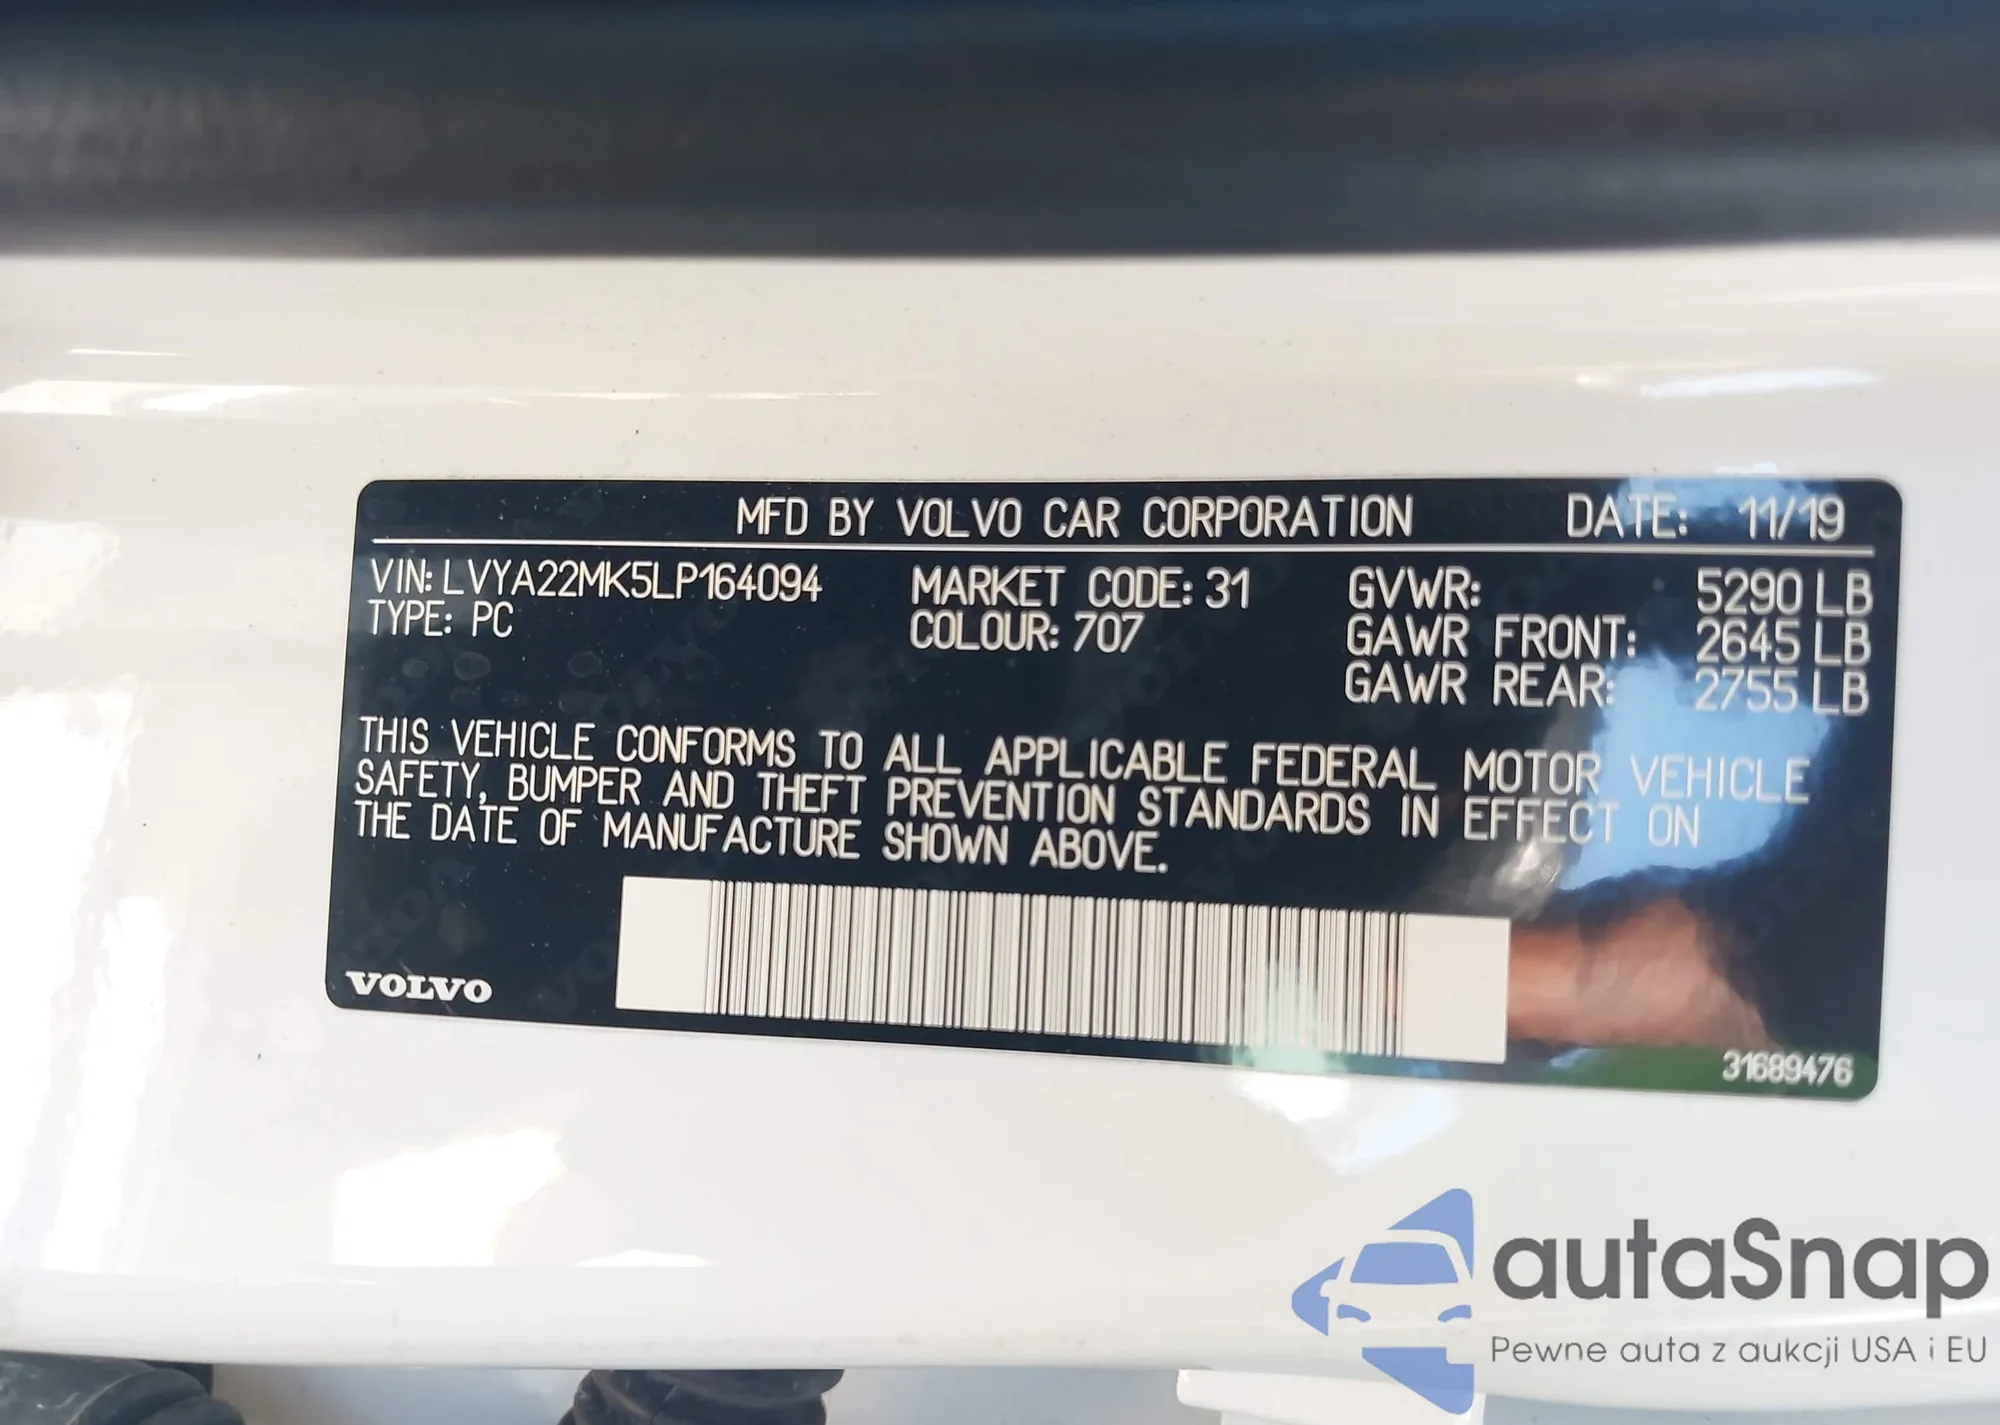 MFD BY VOLVO CAR CORPORATION DATE: 11/19
VIN: LVYA22MK5LP164094 MARKET CODE: 31 GVWR: 5290 LB
TYPE: PC COLOUR: 707 GAWR FRONT: 2645 LB
GAWR REAR: 2755 LB
THIS VEHICLE CONFORMS TO ALL APPLICABLE FEDERAL MOTOR VEHICLE
SAFETY, BUMPER AND THEFT PREVENTION STANDARDS IN EFFECT ON
THE DATE OF MANUFACTURE SHOWN ABOVE.
VOLVO
31689476
autaSnap
Pewne auta z aukcji USA i EU